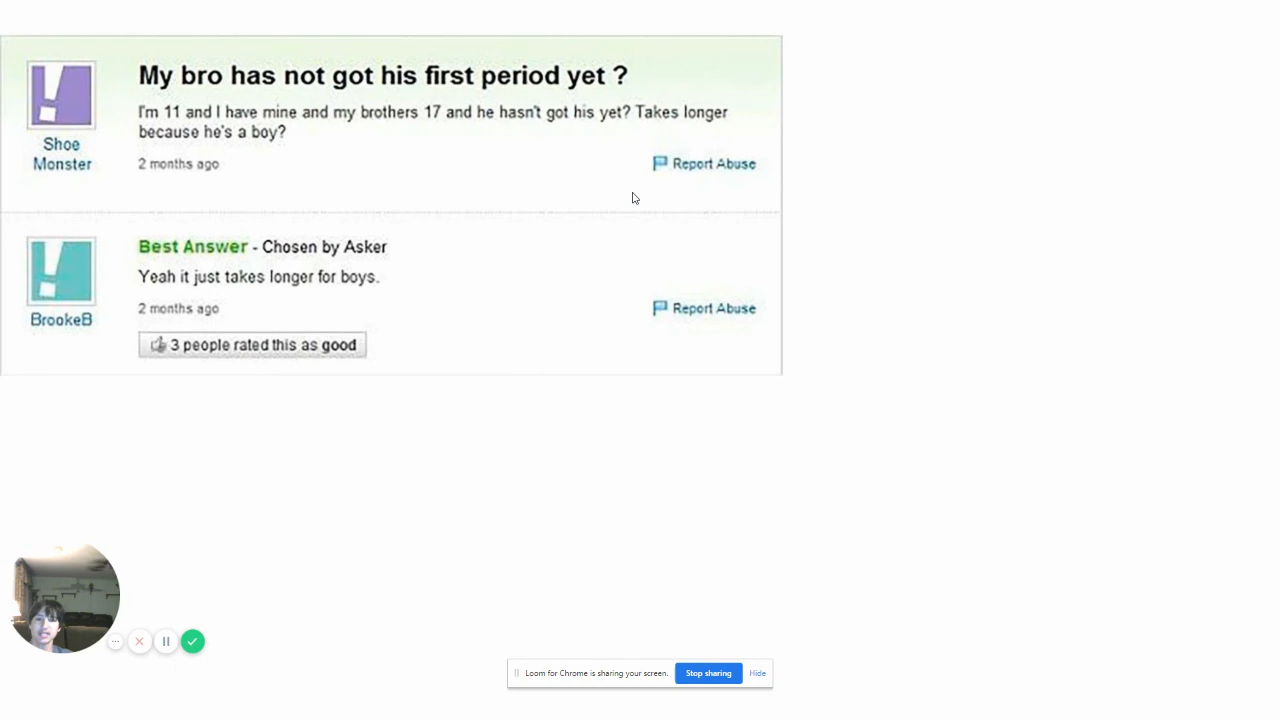 My bro has not got his first period yet ?
I'm 11 and I have mine and my brothers 17 and he hasn't got his yet? Takes longer
because he's a boy?
Shoe
Monster
2 months ago
Report Abuse
Best Answer - Chosen by Asker
Yeah it just takes longer for boys.
2 months ago
Report Abuse
BrookeB
3 people rated this as good
Loom for Chrome is sharing your screen.
Stop sharing
Hide